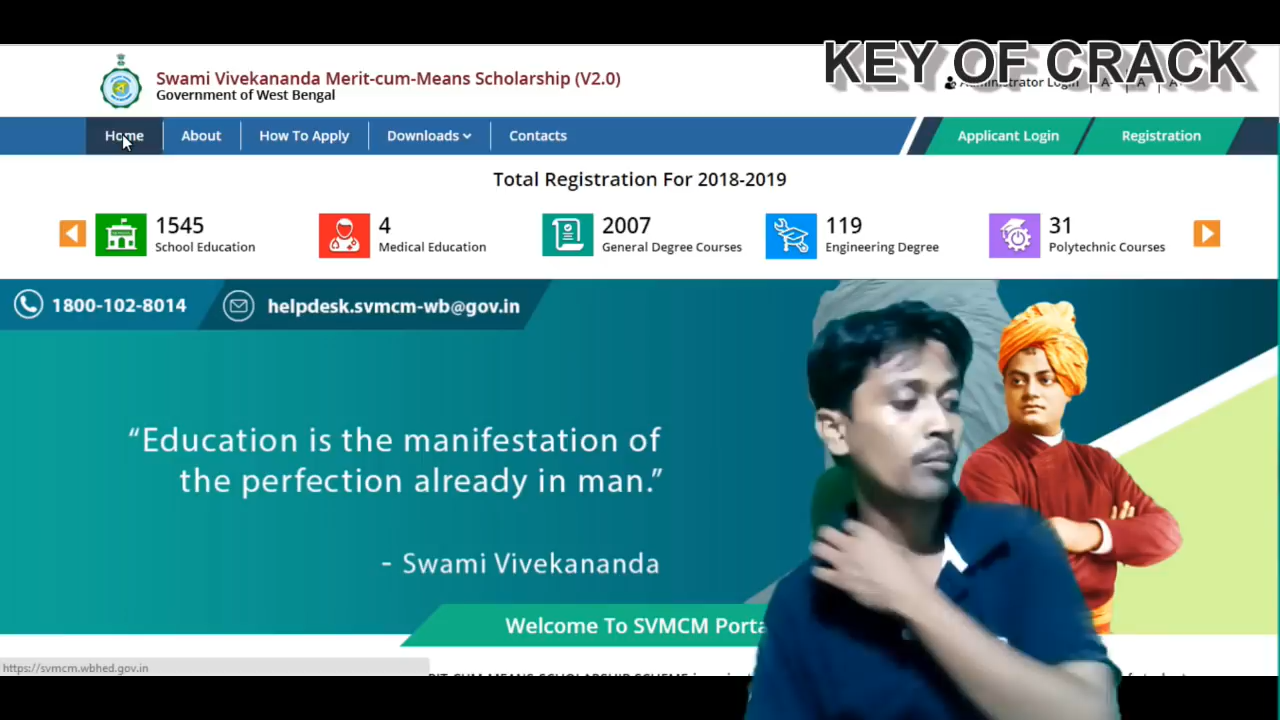 KEY OF CRACK
Swami Vivekananda Merit-cum-Means Scholarship (V2.0)
Government of West Bengal
Administrator Login
Home
About
How To Apply
Downloads
Contacts
Applicant Login
Registration
Total Registration For 2018-2019
1545
School Education
4
Medical Education
2007
General Degree Courses
119
Engineering Degree
31
Polytechnic Courses
1800-102-8014
helpdesk.svmcm-wb@gov.in
“Education is the manifestation of
the perfection already in man.”
- Swami Vivekananda
Welcome To SVMCM
https://svmcm.wbhed.gov.in